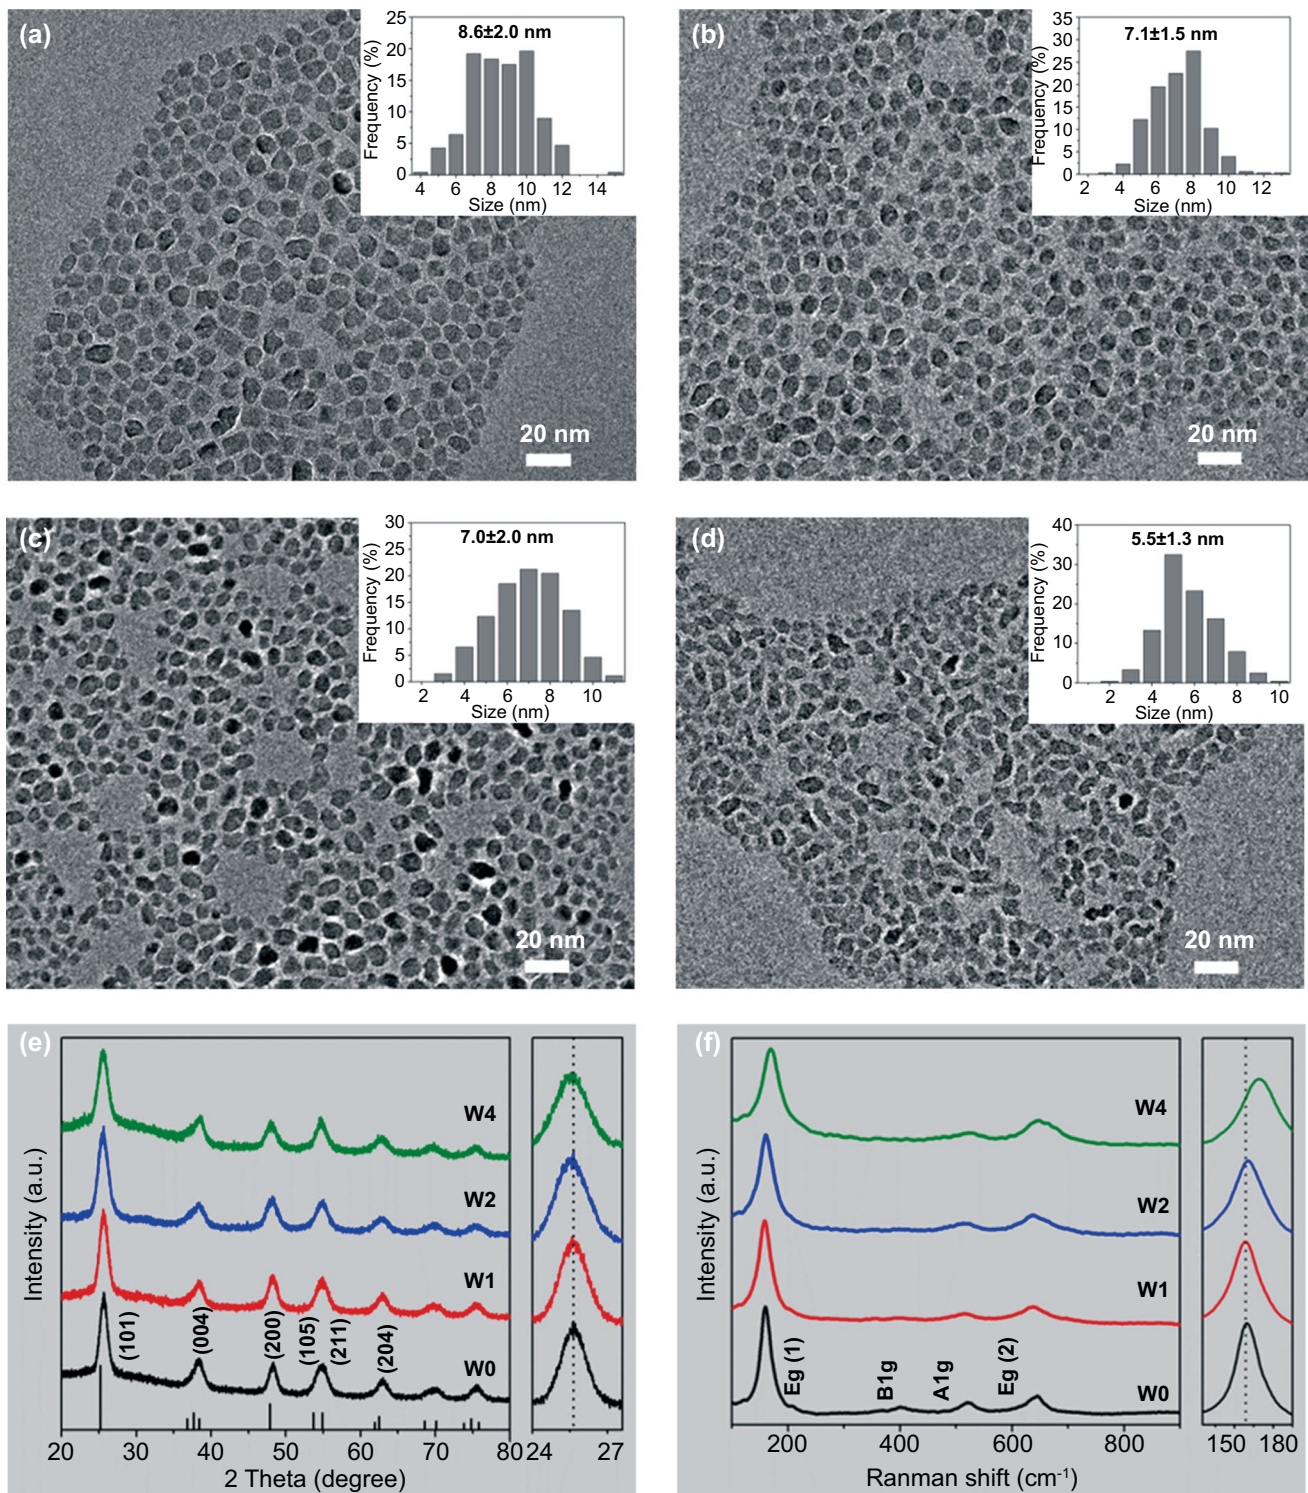 (a)
8.6±2.0 nm
Frequency (%)
25
20
15
10
5
0
4 6 8 10 12 14
Size (nm)
20 nm
(b)
7.1±1.5 nm
Frequency (%)
35
30
25
20
15
10
5
0
2 4 6 8 10 12
Size (nm)
20 nm
(c)
7.0±2.0 nm
Frequency (%)
30
20
15
10
5
0
2 4 6 8 10
Size (nm)
20 nm
(d)
5.5±1.3 nm
Frequency (%)
40
30
20
10
0
2 4 6 8 10
Size (nm)
20 nm
(e)
Intensity (a.u.)
W4
W2
W1
W0
(101)
(004)
(200)
(105)
(211)
(204)
20 30 40 50 60 70 80 24 27
2 Theta (degree)
(f)
Intensity (a.u.)
W4
W2
W1
W0
Eg (1)
B1g
A1g
Eg (2)
200 400 600 800 150 180
Ranman shift (cm-1)